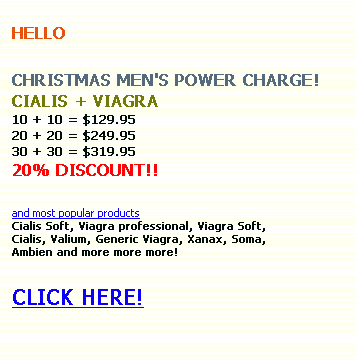 HELLO
CHRISTMAS MEN'S POWER CHARGE!
CIALIS + VIAGRA
10 + 10 = $129.95
20 + 20 = $249.95
30 + 30 = $319.95
20% DISCOUNT!!
and most popular products
Cialis Soft, Viagra professional, Viagra Soft,
Cialis, Valium, Generic Viagra, Xanax, Soma,
Ambien and more more more!
CLICK HERE!